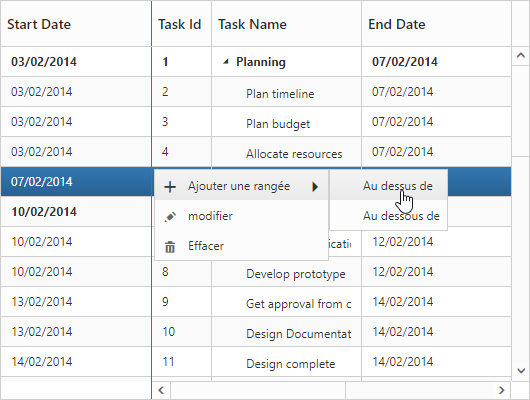 Start Date Task Id Task Name End Date
03/02/2014 1 Planning 07/02/2014
03/02/2014 2 Plan timeline 07/02/2014
03/02/2014 3 Plan budget 07/02/2014
03/02/2014 4 Allocate resources 07/02/2014
07/02/2014 Ajouter une rangée Au dessus de
10/02/2014 modifier Au dessous de
10/02/2014 Effacer 12/02/2014
10/02/2014 8 Develop prototype 12/02/2014
13/02/2014 9 Get approval from c 14/02/2014
13/02/2014 10 Design Documentat 14/02/2014
14/02/2014 11 Design complete 14/02/2014